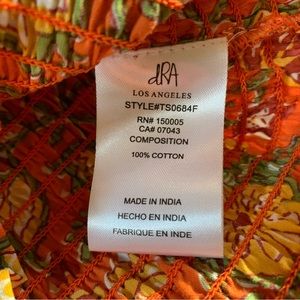 dRA
LOS ANGELES
STYLE#TS0684F
RN# 150005
CA# 07043
COMPOSITION
100% COTTON
MADE IN INDIA
HECHO EN INDIA
FABRIQUE EN INDE